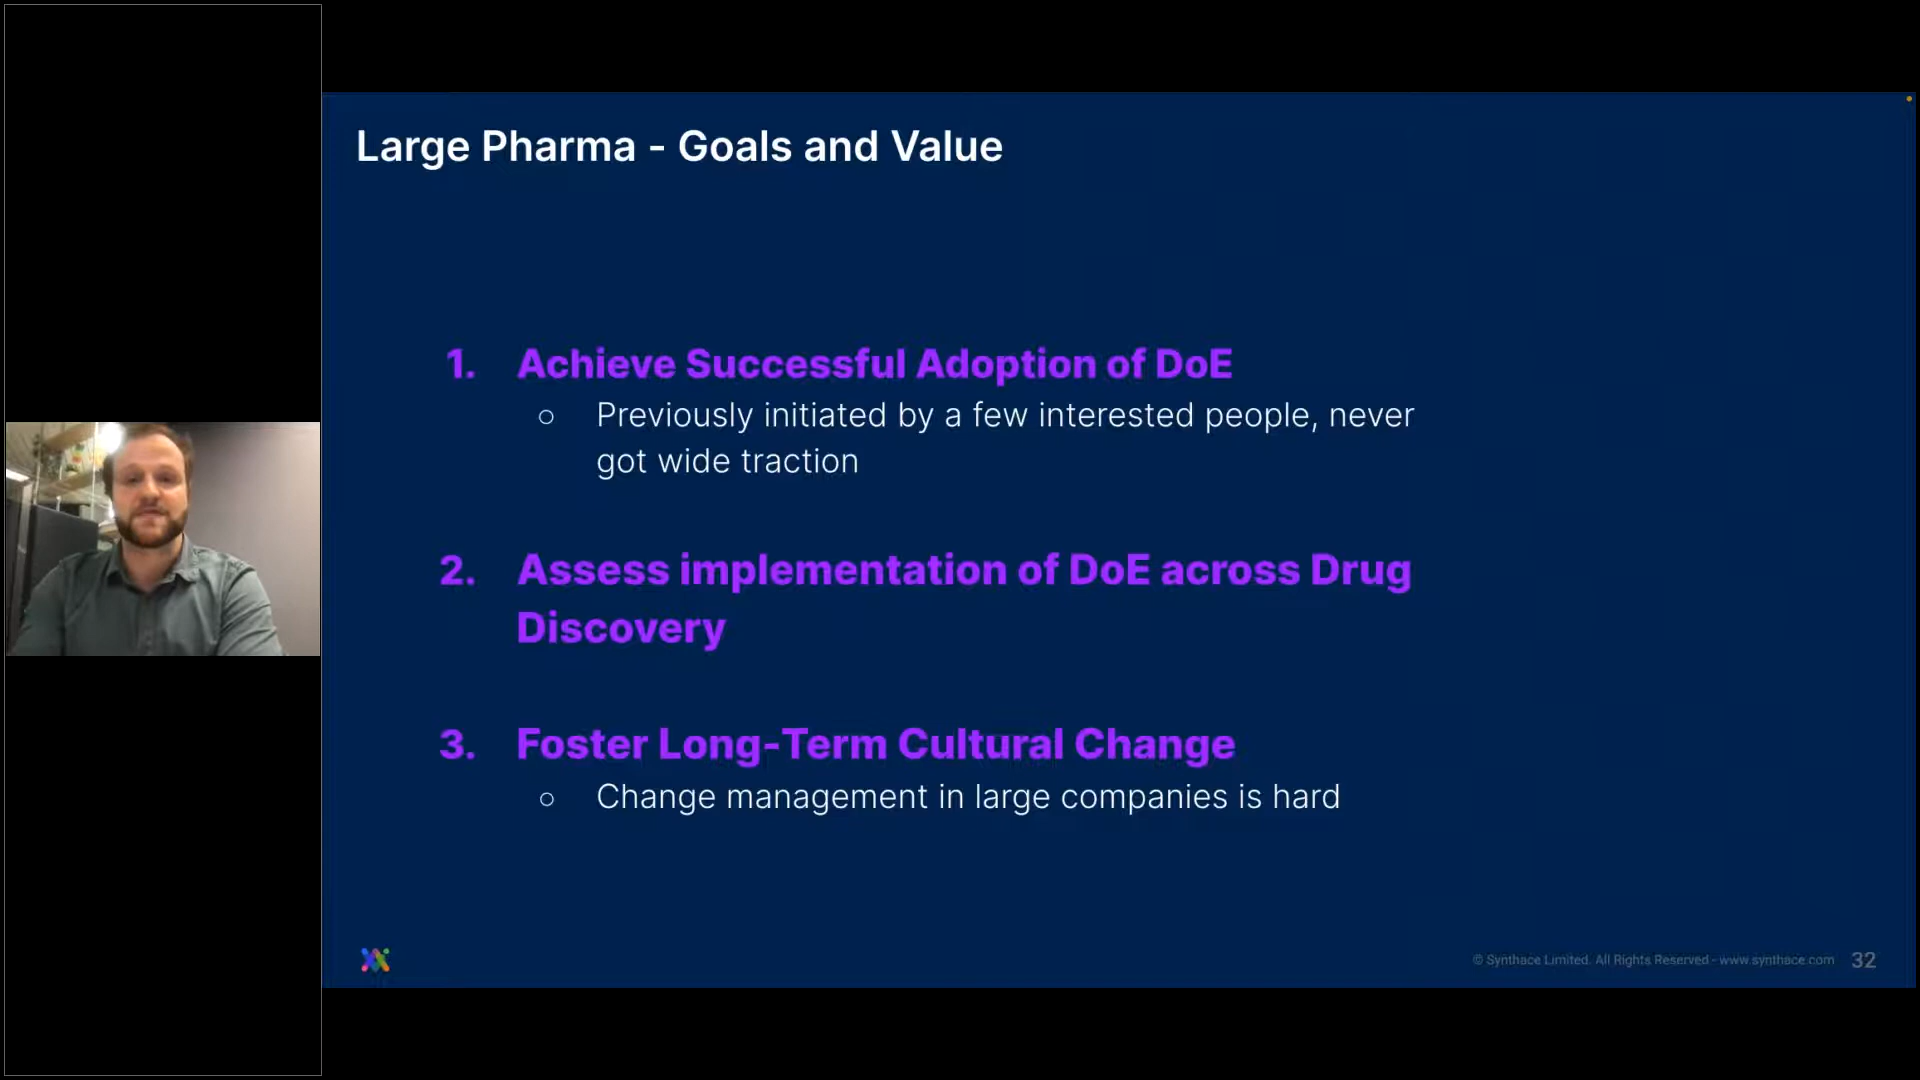 Large Pharma - Goals and Value
1. Achieve Successful Adoption of DoE
○ Previously initiated by a few interested people, never
got wide traction
2. Assess implementation of DoE across Drug
Discovery
3. Foster Long-Term Cultural Change
○ Change management in large companies is hard
© Synthace Limited. All Rights Reserved - www.synthace.com 32